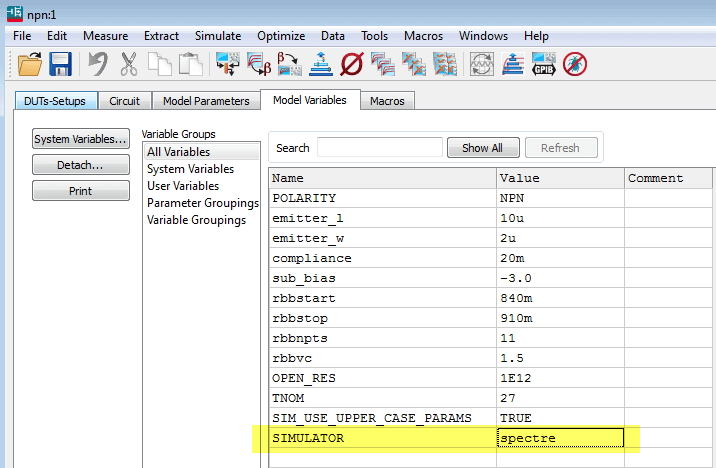 npn:1
File Edit Measure Extract Simulate Optimize Data Tools Macros Windows Help
GPIB
DUTs-Setups Circuit Model Parameters Model Variables Macros
System Variables...
Detach...
Print
Variable Groups
All Variables
System Variables
User Variables
Parameter Groupings
Variable Groupings
Search Show All Refresh
Name Value Comment
POLARITY NPN
emitter_l 10u
emitter_w 2u
compliance 20m
sub_bias -3.0
rbbstart 840m
rbbstop 910m
rbbnpts 11
rbbvc 1.5
OPEN_RES 1E12
TNOM 27
SIM_USE_UPPER_CASE_PARAMS TRUE
SIMULATOR spectre